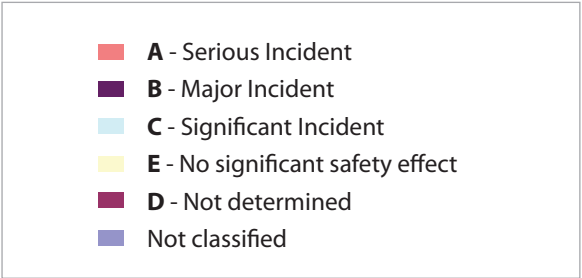 A - Serious Incident
B - Major Incident
C - Significant Incident
E - No significant safety effect
D - Not determined
Not classified